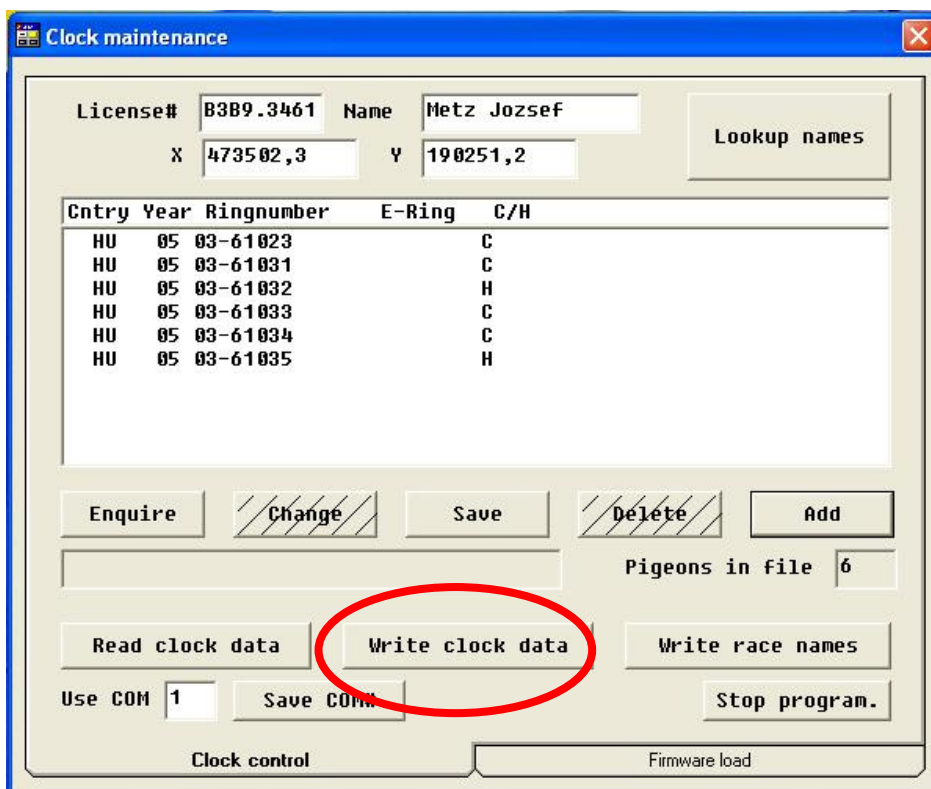 Clock maintenance
License# B3B9.3461 Name Metz Jozsef
Lookup names
X 473502,3 Y 190251,2
Cntry Year Ringnumber E-Ring C/H
HU 05 03-61023 C
HU 05 03-61031 C
HU 05 03-61032 H
HU 05 03-61033 C
HU 05 03-61034 C
HU 05 03-61035 H
Enquire Change Save Delete Add
Pigeons in file 6
Read clock data Write clock data Write race names
Use COM 1 Save COM# Stop program.
Clock control Firmware load